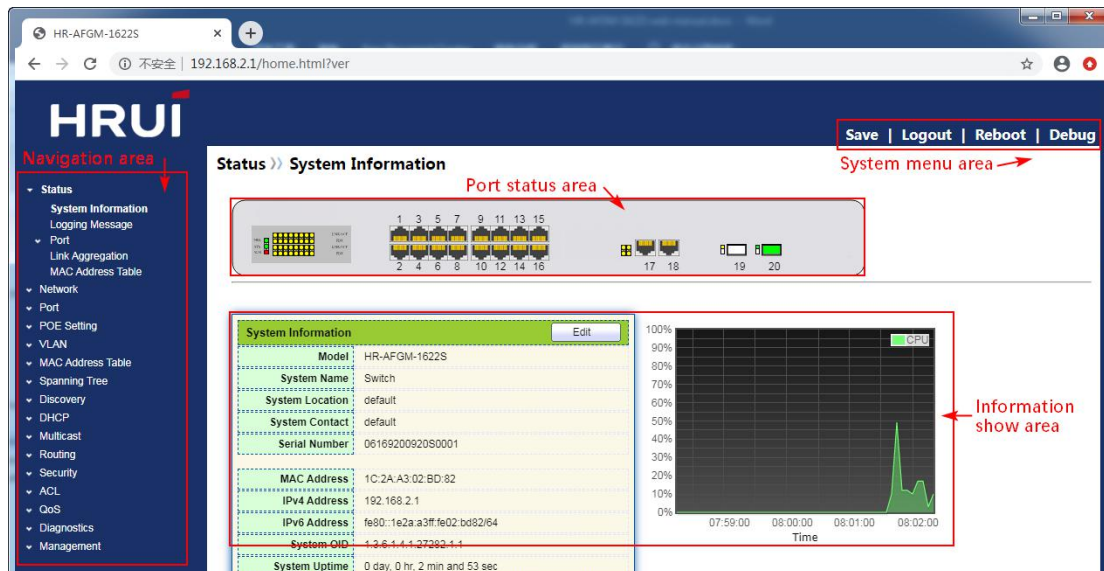 HR-AFGM-1622S
不安全 | 192.168.2.1/home.html?ver
HRUI
Save | Logout | Reboot | Debug
Navigation area
System menu area
Status 》 System Information
Port status area
Status
System Information
Logging Message
Port
Link Aggregation
MAC Address Table
Network
Port
POE Setting
VLAN
MAC Address Table
Spanning Tree
Discovery
DHCP
Multicast
Routing
Security
ACL
QoS
Diagnostics
Management
1 3 5 7 9 11 13 15
2 4 6 8 10 12 14 16
17 18 19 20
System Information Edit
Model HR-AFGM-1622S
System Name Switch
System Location default
System Contact default
Serial Number 06169200920S0001
MAC Address 1C:2A:A3:02:BD:82
IPv4 Address 192.168.2.1
IPv6 Address fe80::1e2a:a3ff:fe02:bd82/64
System OID 1.3.6.1.4.1.27282.1.1
System Uptime 0 day, 0 hr, 2 min and 53 sec
CPU
100%
90%
80%
70%
60%
50%
40%
30%
20%
10%
0%
07:59:00 08:00:00 08:01:00 08:02:00
Time
Information
show area